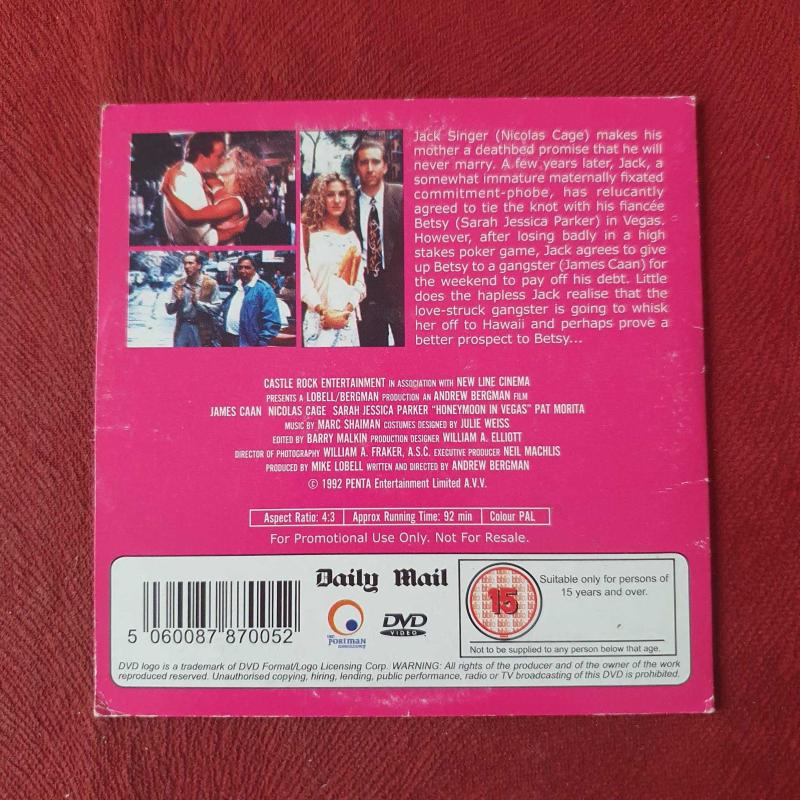 Jack Singer (Nicolas Cage) makes his
mother a deathbed promise that he will
never marry. A few years later, Jack, a
somewhat immature maternally fixated
commitment-phobe, has relucantly
agreed to tie the knot with his fiancée
Betsy (Sarah Jessica Parker) in Vegas.
However, after losing badly in a high
stakes poker game, Jack agrees to give
up Betsy to a gangster (James Caan) for
the weekend to pay off his debt. Little
does the hapless Jack realise that the
love-struck gangster is going to whisk
her off to Hawaii and perhaps prove a
better prospect to Betsy...
CASTLE ROCK ENTERTAINMENT IN ASSOCIATION WITH NEW LINE CINEMA
PRESENTS A LOBELL/BERGMAN PRODUCTION AN ANDREW BERGMAN FILM
JAMES CAAN NICOLAS CAGE SARAH JESSICA PARKER "HONEYMOON IN VEGAS" PAT MORITA
MUSIC BY MARC SHAIMAN COSTUMES DESIGNED BY JULIE WEISS
EDITED BY BARRY MALKIN PRODUCTION DESIGNER WILLIAM A. ELLIOTT
DIRECTOR OF PHOTOGRAPHY WILLIAM A. FRAKER, A.S.C. EXECUTIVE PRODUCER NEIL MACHLIS
PRODUCED BY MIKE LOBELL WRITTEN AND DIRECTED BY ANDREW BERGMAN
© 1992 PENTA Entertainment Limited A.V.V.
Aspect Ratio: 4:3 Approx Running Time: 92 min Colour PAL
For Promotional Use Only. Not For Resale.
5 060087 870052
Daily Mail
THE PORTMAN
DVD
VIDEO
15
Suitable only for persons of
15 years and over.
Not to be supplied to any person below that age.
DVD logo is a trademark of DVD Format/Logo Licensing Corp. WARNING: All rights of the producer and of the owner of the work
reproduced reserved. Unauthorised copying, hiring, lending, public performance, radio or TV broadcasting of this DVD is prohibited.